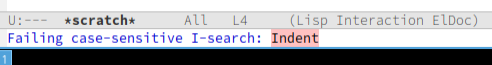 U:--- *scratch* All L4 (Lisp Interaction ElDoc)
Failing case-sensitive I-search: Indent
1